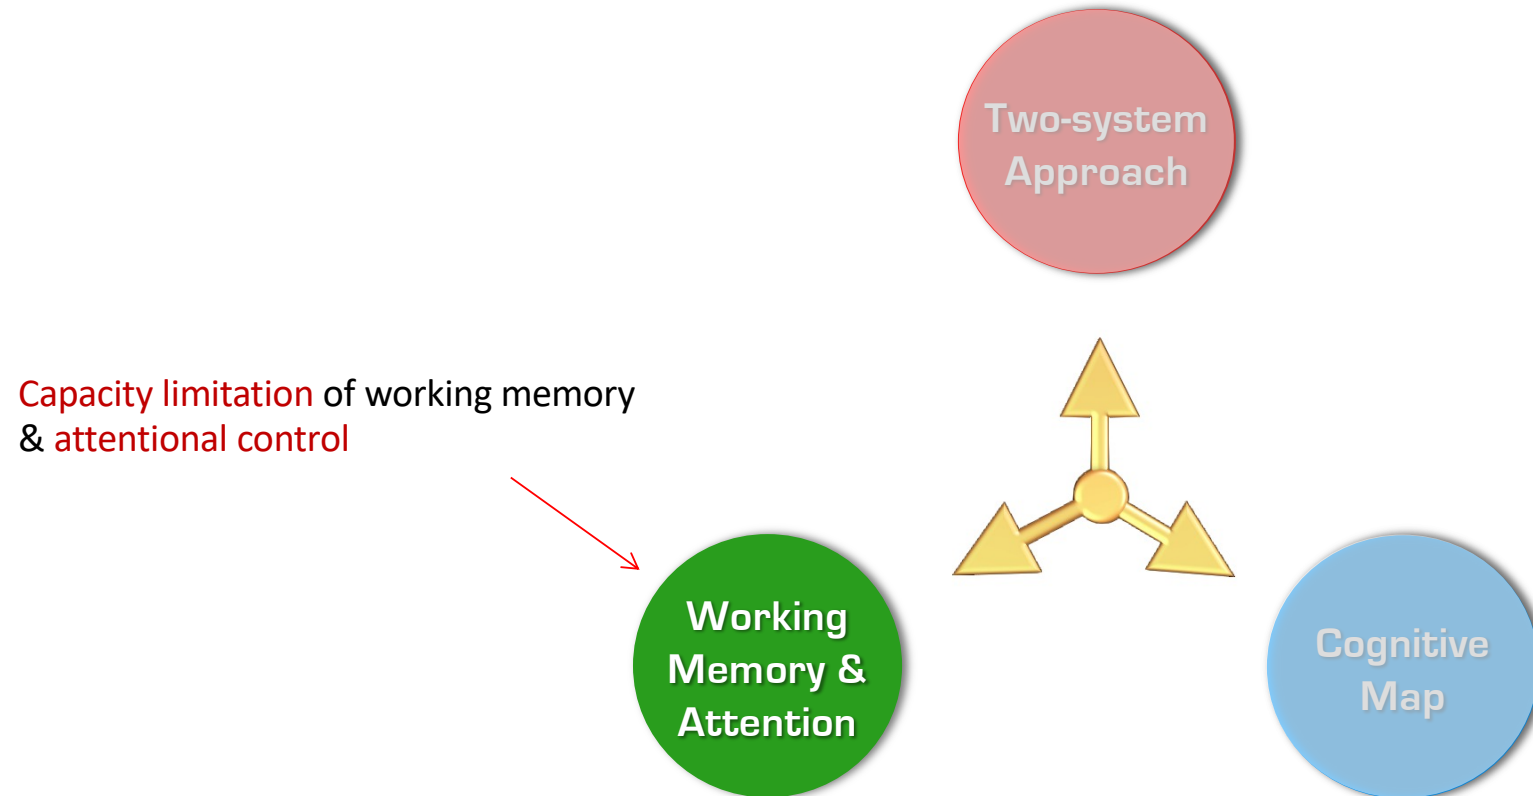 Two-system
Approach
Capacity limitation of working memory
& attentional control
Working
Memory &
Attention
Cognitive
Map